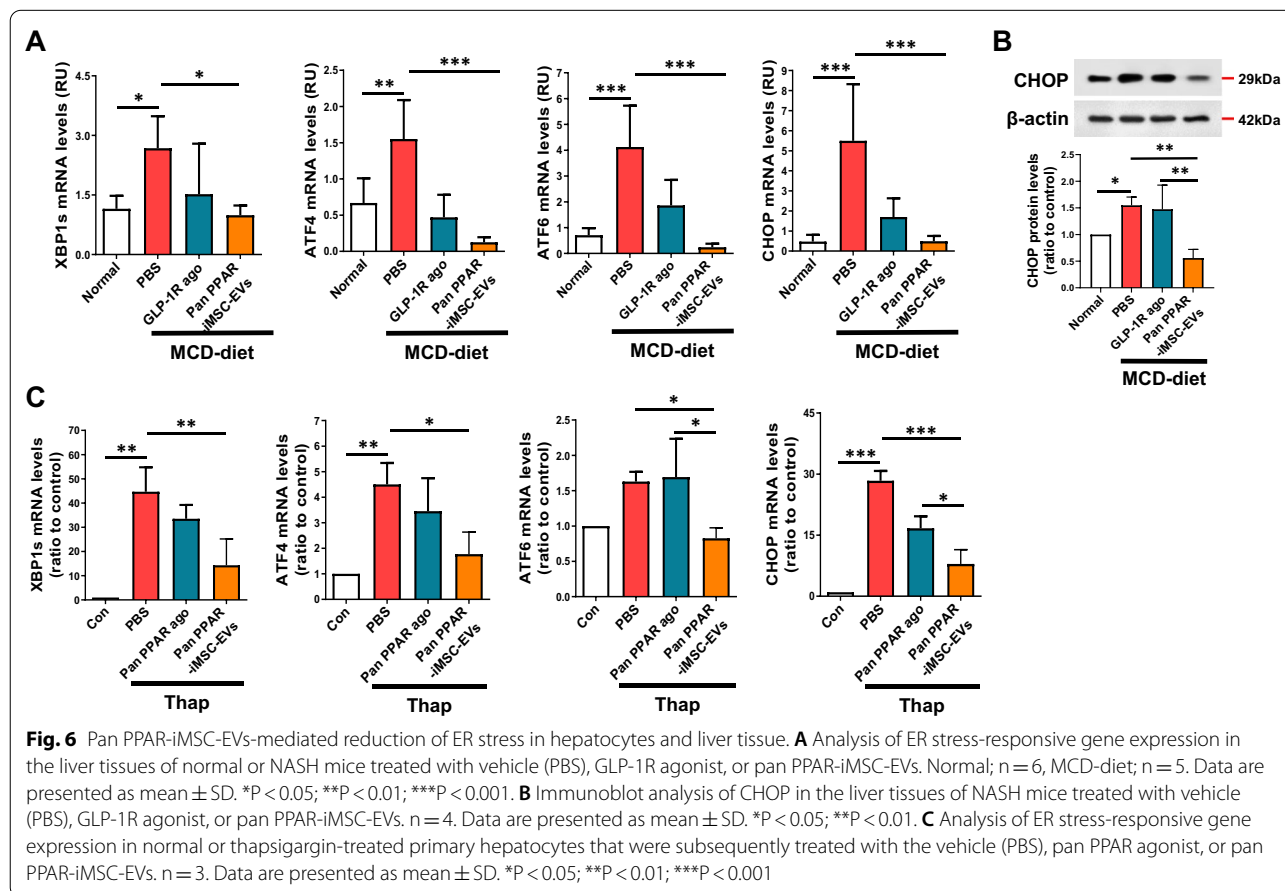 A
XBP1s mRNA levels (RU)
4.5
3.0
1.5
0.0
*
*
Normal
PBS
GLP-1R ago
Pan PPAR
-iMSC-EVs
MCD-diet
ATF4 mRNA levels (RU)
2.5
2.0
1.5
1.0
0.5
0.0
**
***
Normal
PBS
GLP-1R ago
Pan PPAR
-iMSC-EVs
MCD-diet
ATF6 mRNA levels (RU)
8
7
6
5
4
3
2
1
0
***
***
Normal
PBS
GLP-1R ago
Pan PPAR
-iMSC-EVs
MCD-diet
CHOP mRNA levels (RU)
9
8
7
6
5
4
3
2
1
0
***
***
Normal
PBS
GLP-1R ago
Pan PPAR
-iMSC-EVs
MCD-diet
B
CHOP
29kDa
β-actin
42kDa
CHOP protein levels
(ratio to control)
2.5
2.0
1.5
1.0
0.5
0.0
*
**
**
Normal
PBS
GLP-1R ago
Pan PPAR
-iMSC-EVs
MCD-diet
C
XBP1s mRNA levels
(ratio to control)
70
60
50
40
30
20
10
0
**
**
Con
PBS
Pan PPAR ago
Pan PPAR
-iMSC-EVs
Thap
ATF4 mRNA levels
(ratio to control)
7
6
5
4
3
2
1
0
**
*
Con
PBS
Pan PPAR ago
Pan PPAR
-iMSC-EVs
Thap
ATF6 mRNA levels
(ratio to control)
2.5
2.0
1.5
1.0
0.5
0.0
*
*
Con
PBS
Pan PPAR ago
Pan PPAR
-iMSC-EVs
Thap
CHOP mRNA levels
(ratio to control)
45
30
15
0
***
***
*
Con
PBS
Pan PPAR ago
Pan PPAR
-iMSC-EVs
Thap
Fig. 6 Pan PPAR-iMSC-EVs-mediated reduction of ER stress in hepatocytes and liver tissue. A Analysis of ER stress-responsive gene expression in
the liver tissues of normal or NASH mice treated with vehicle (PBS), GLP-1R agonist, or pan PPAR-iMSC-EVs. Normal; n = 6, MCD-diet; n = 5. Data are
presented as mean ± SD. *P < 0.05; **P < 0.01; ***P < 0.001. B Immunoblot analysis of CHOP in the liver tissues of NASH mice treated with vehicle
(PBS), GLP-1R agonist, or pan PPAR-iMSC-EVs. n = 4. Data are presented as mean ± SD. *P < 0.05; **P < 0.01. C Analysis of ER stress-responsive gene
expression in normal or thapsigargin-treated primary hepatocytes that were subsequently treated with the vehicle (PBS), pan PPAR agonist, or pan
PPAR-iMSC-EVs. n = 3. Data are presented as mean ± SD. *P < 0.05; **P < 0.01; ***P < 0.001